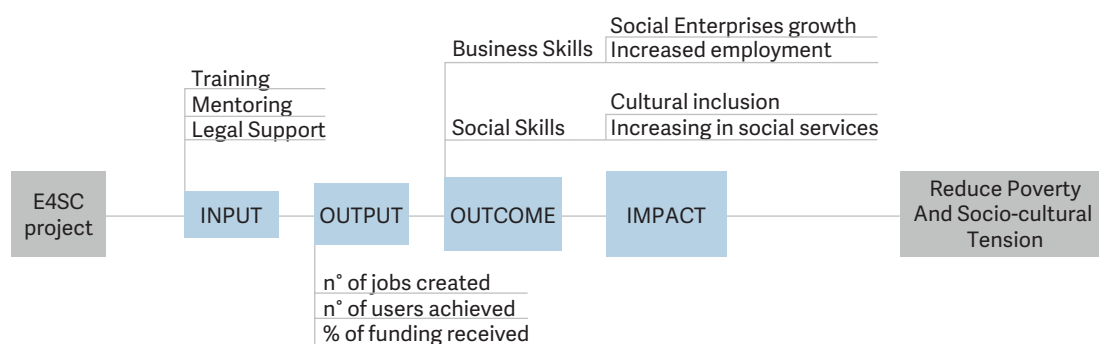 Social Enterprises growth
Business Skills
Increased employment
Training
Mentoring
Legal Support
Cultural inclusion
Social Skills
Increasing in social services
E4SC
project
INPUT
OUTPUT
OUTCOME
IMPACT
Reduce Poverty
And Socio-cultural
Tension
n° of jobs created
n° of users achieved
% of funding received